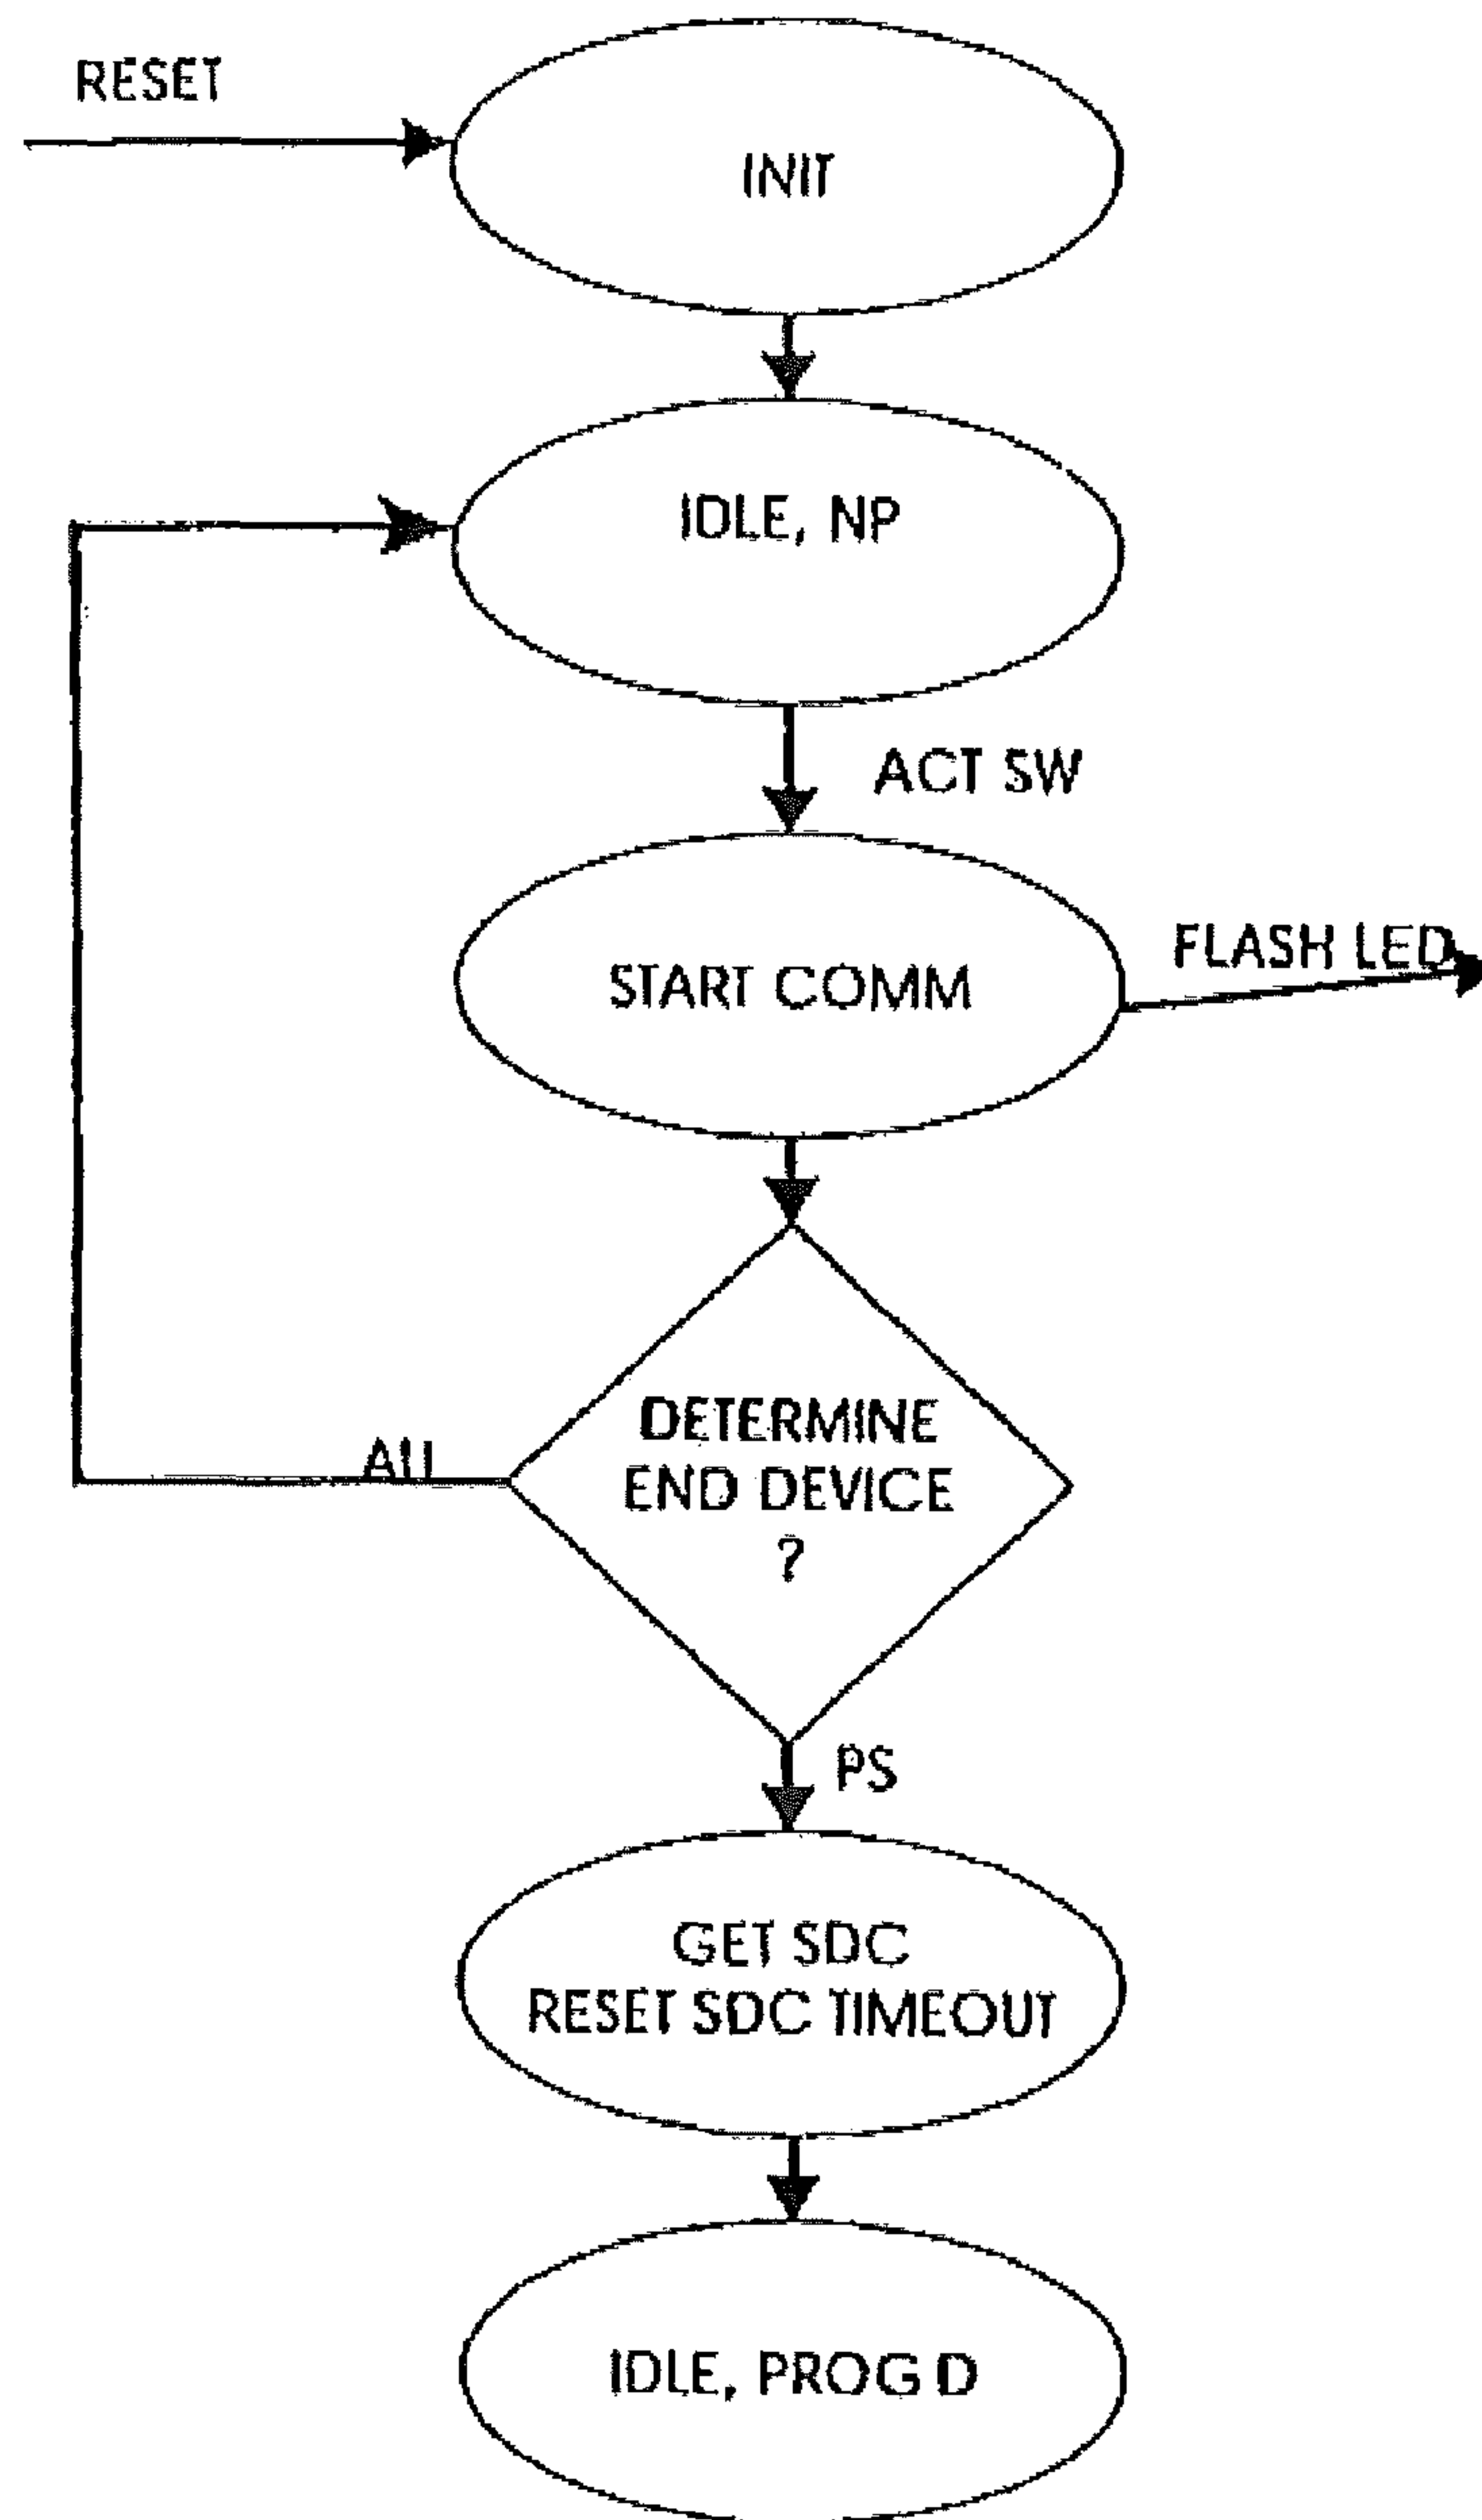 RESET
INIT
IDLE, NP
ACT SW
START COMM
FLASH LED
DETERMINE
END DEVICE
?
AU
PS
GET SDC
RESET SDC TIMEOUT
IDLE, PROG D